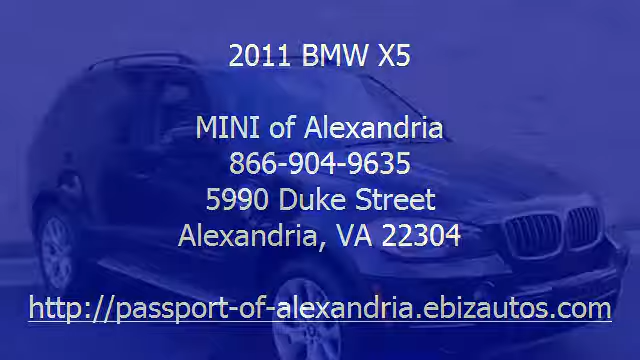 2011 BMW X5
MINI of Alexandria
866-904-9635
5990 Duke Street
Alexandria, VA 22304
http://passport-of-alexandria.ebizautos.com